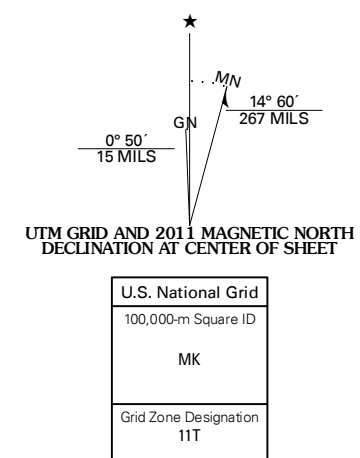 MN
14° 60´
267 MILS
GN
0° 50´
15 MILS
UTM GRID AND 2011 MAGNETIC NORTH
DECLINATION AT CENTER OF SHEET
U.S. National Grid
100,000-m Square ID
MK
Grid Zone Designation
11T